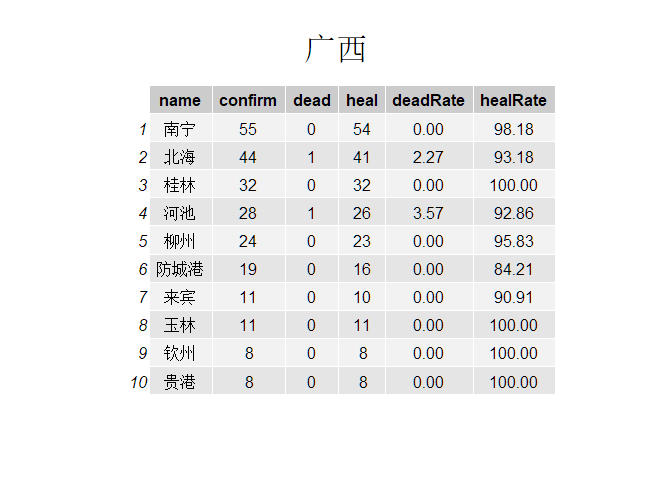 广西
name confirm dead heal deadRate healRate
1 南宁 55 0 54 0.00 98.18
2 北海 44 1 41 2.27 93.18
3 桂林 32 0 32 0.00 100.00
4 河池 28 1 26 3.57 92.86
5 柳州 24 0 23 0.00 95.83
6 防城港 19 0 16 0.00 84.21
7 来宾 11 0 10 0.00 90.91
8 玉林 11 0 11 0.00 100.00
9 钦州 8 0 8 0.00 100.00
10 贵港 8 0 8 0.00 100.00